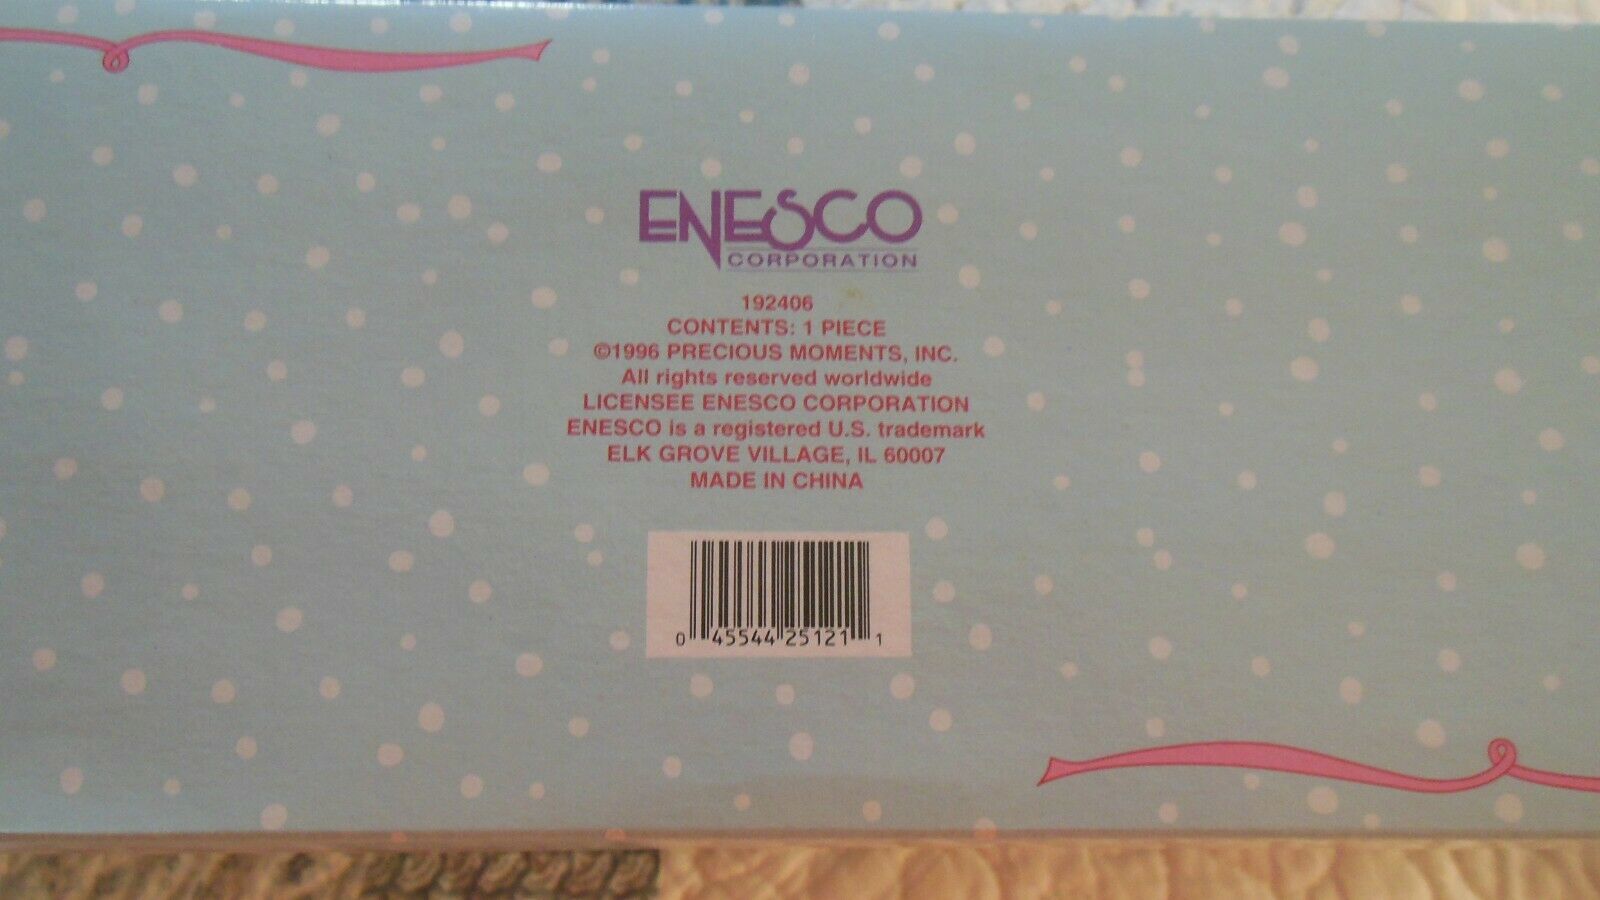 ENESCO
CORPORATION
192406
CONTENTS: 1 PIECE
©1996 PRECIOUS MOMENTS, INC.
All rights reserved worldwide
LICENSEE ENESCO CORPORATION
ENESCO is a registered U.S. trademark
ELK GROVE VILLAGE, IL 60007
MADE IN CHINA
0 45544 25121 1